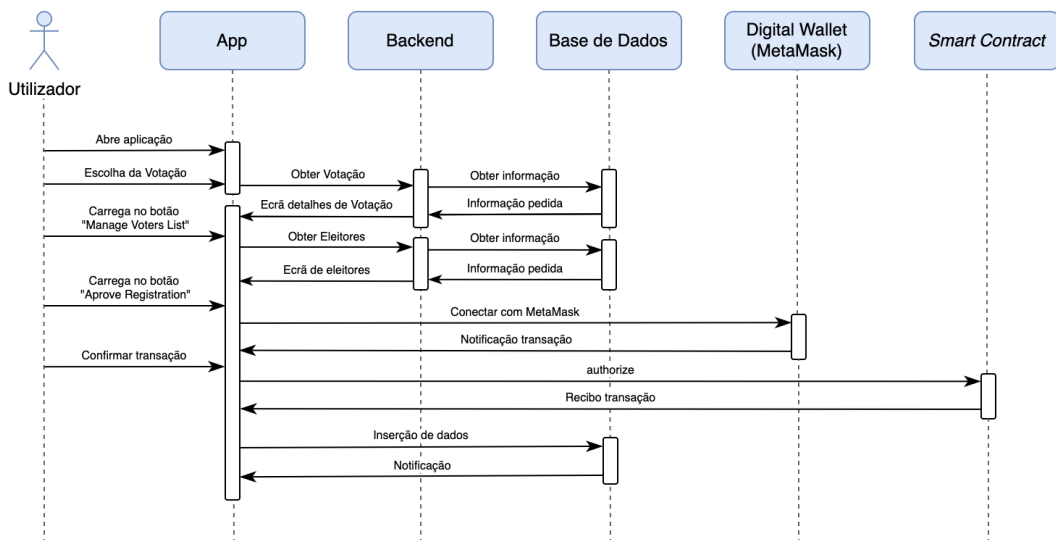 App
Backend
Base de Dados
Digital Wallet
(MetaMask)
Smart Contract
Utilizador
Abre aplicação
Escolha da Votação
Obter Votação
Obter informação
Informação pedida
Ecrã detalhes de Votação
Carrega no botão
"Manage Voters List"
Obter Eleitores
Obter informação
Informação pedida
Ecrã de eleitores
Carrega no botão
"Aprove Registration"
Conectar com MetaMask
Notificação transação
Confirmar transação
authorize
Recibo transação
Inserção de dados
Notificação